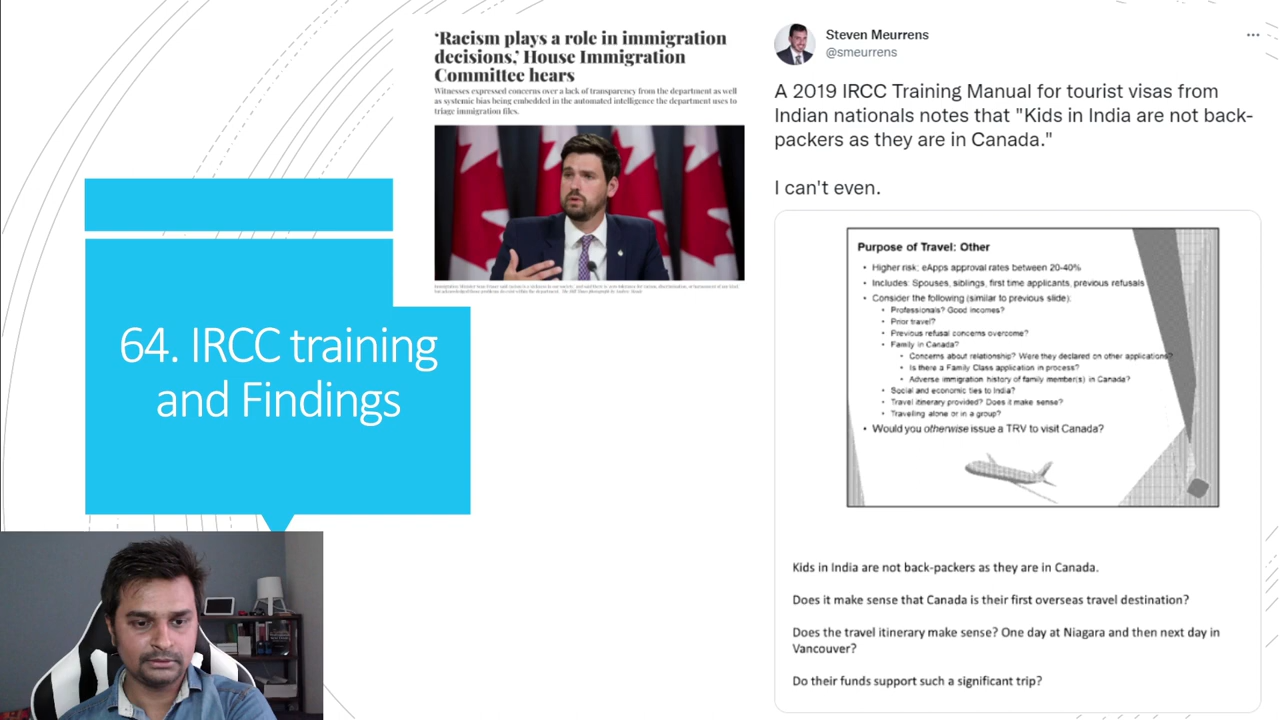 'Racism plays a role in immigration
decisions,' House Immigration
Committee hears
Witnesses expressed concerns over a lack of transparency from the department as well
as systemic bias being embedded in the automated intelligence the department uses to
triage immigration files.
64. IRCC training
and Findings
Steven Meurrens
@smeurrens
A 2019 IRCC Training Manual for tourist visas from
Indian nationals notes that "Kids in India are not back-
packers as they are in Canada."
I can't even.
Purpose of Travel: Other
• Higher risk; eApps approval rates between 20-40%
• Includes: Spouses, siblings, first time applicants, previous refusals
• Consider the following (similar to previous slide):
• Professionals? Good incomes?
• Prior travel?
• Previous refusal concerns overcome?
• Family in Canada?
• Concerns about relationship? Were they declared on other applications?
• Is there a Family Class application in process?
• Adverse immigration history of family member(s) in Canada?
• Social and economic ties to India?
• Travel itinerary provided? Does it make sense?
• Traveling alone or in a group?
• Would you otherwise issue a TRV to visit Canada?
Kids in India are not back-packers as they are in Canada.
Does it make sense that Canada is their first overseas travel destination?
Does the travel itinerary make sense? One day at Niagara and then next day in
Vancouver?
Do their funds support such a significant trip?